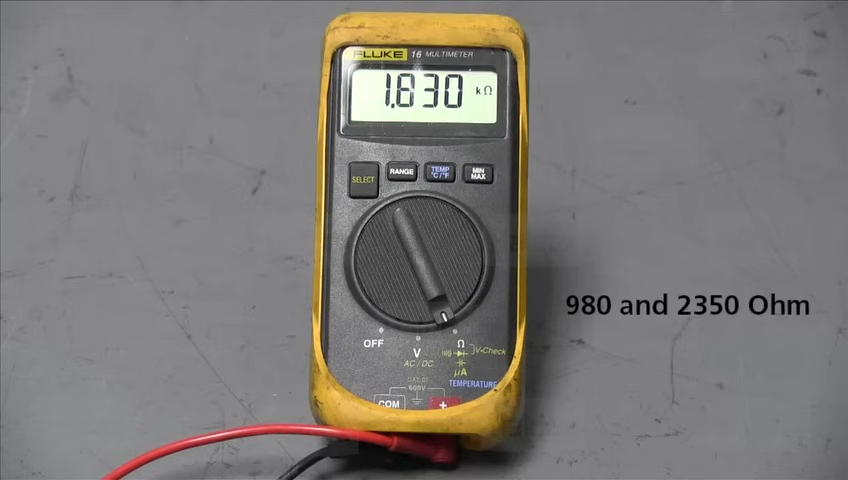 FLUKE 16 MULTIMETER
1.830 kΩ
SELECT
RANGE
TEMP
°C/°F
MIN
MAX
OFF
V
AC / DC
Ω
V-Check
µA
TEMPERATURE
600V
COM
+
980 and 2350 Ohm